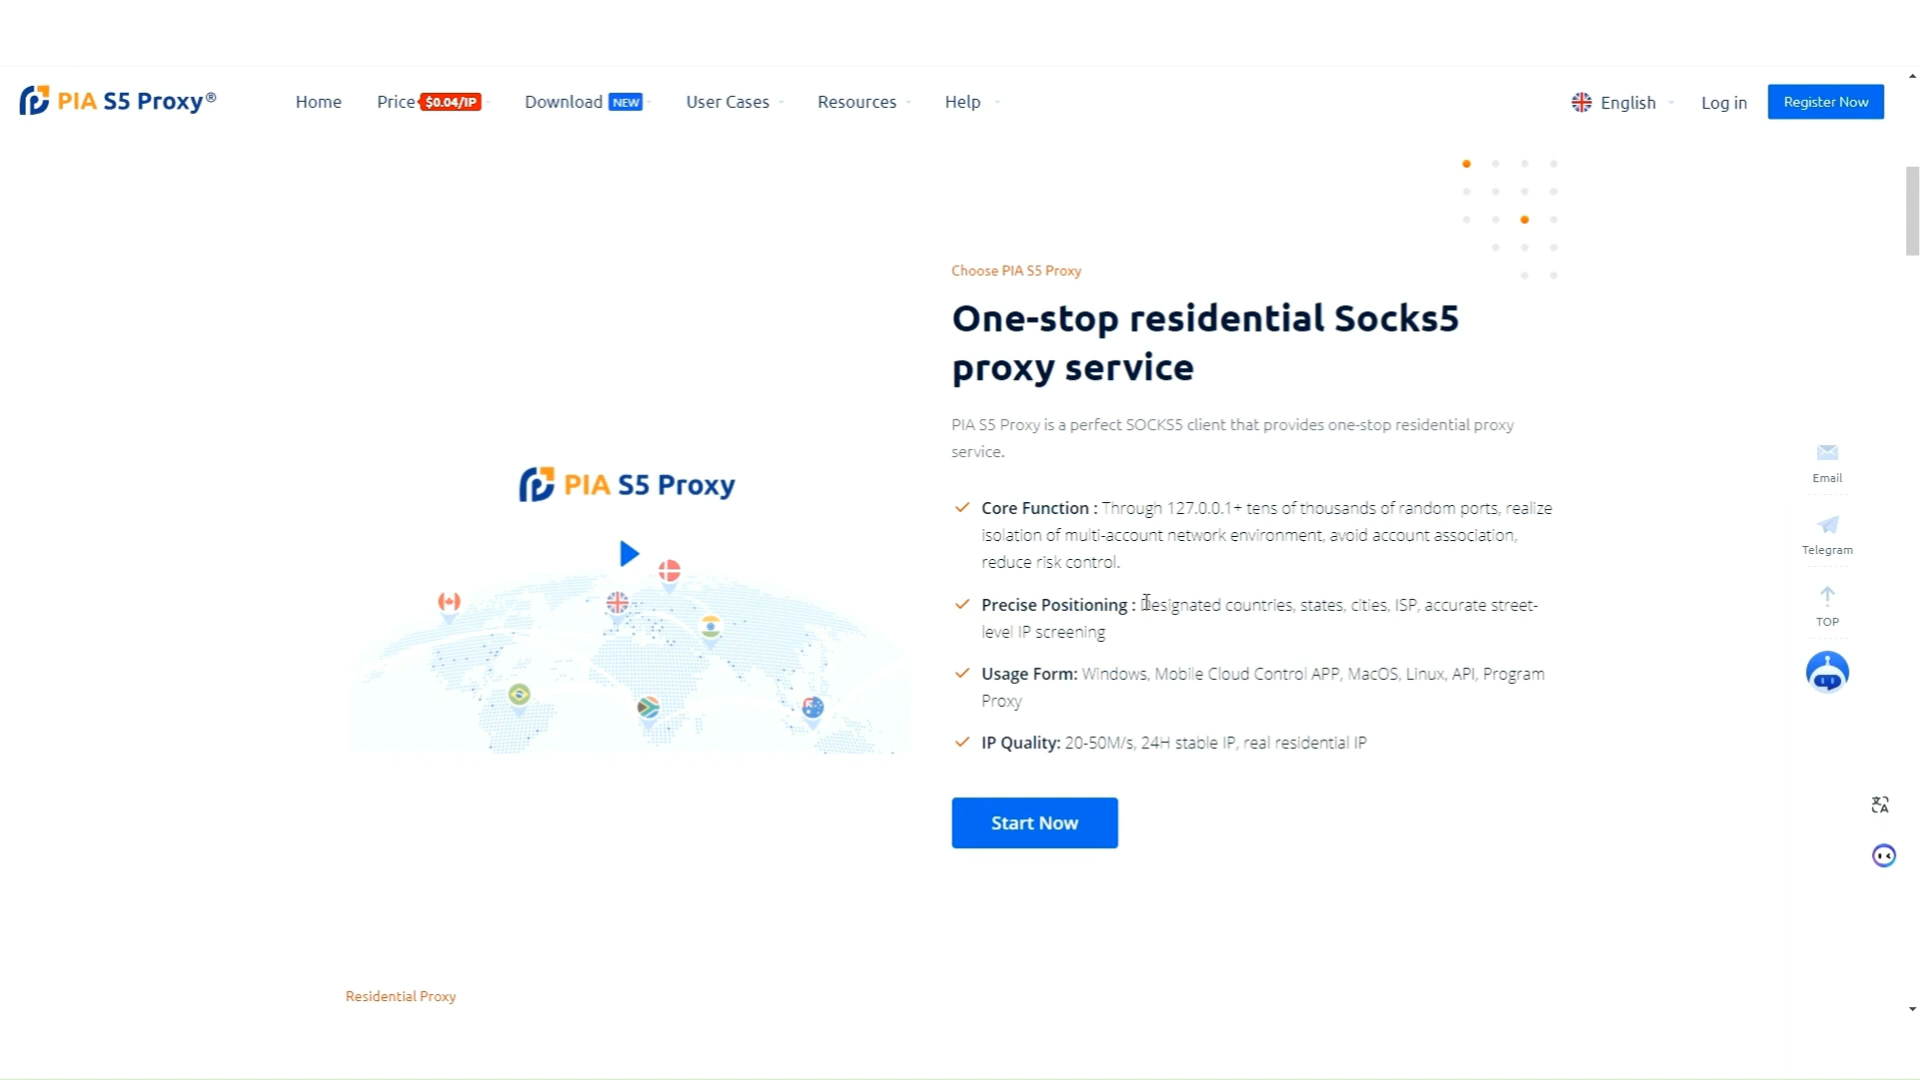 PIA S5 Proxy®
Home
Price $0.04/IP
Download NEW
User Cases
Resources
Help
English
Log in
Register Now
Choose PIA S5 Proxy
One-stop residential Socks5
proxy service
PIA S5 Proxy is a perfect SOCKS5 client that provides one-stop residential proxy
service.
PIA S5 Proxy
Core Function : Through 127.0.0.1+ tens of thousands of random ports, realize
isolation of multi-account network environment, avoid account association,
reduce risk control.
Precise Positioning : Designated countries, states, cities, ISP, accurate street-
level IP screening
Usage Form: Windows, Mobile Cloud Control APP, MacOS, Linux, API, Program
Proxy
IP Quality: 20-50M/s, 24H stable IP, real residential IP
Start Now
Email
Telegram
TOP
Residential Proxy